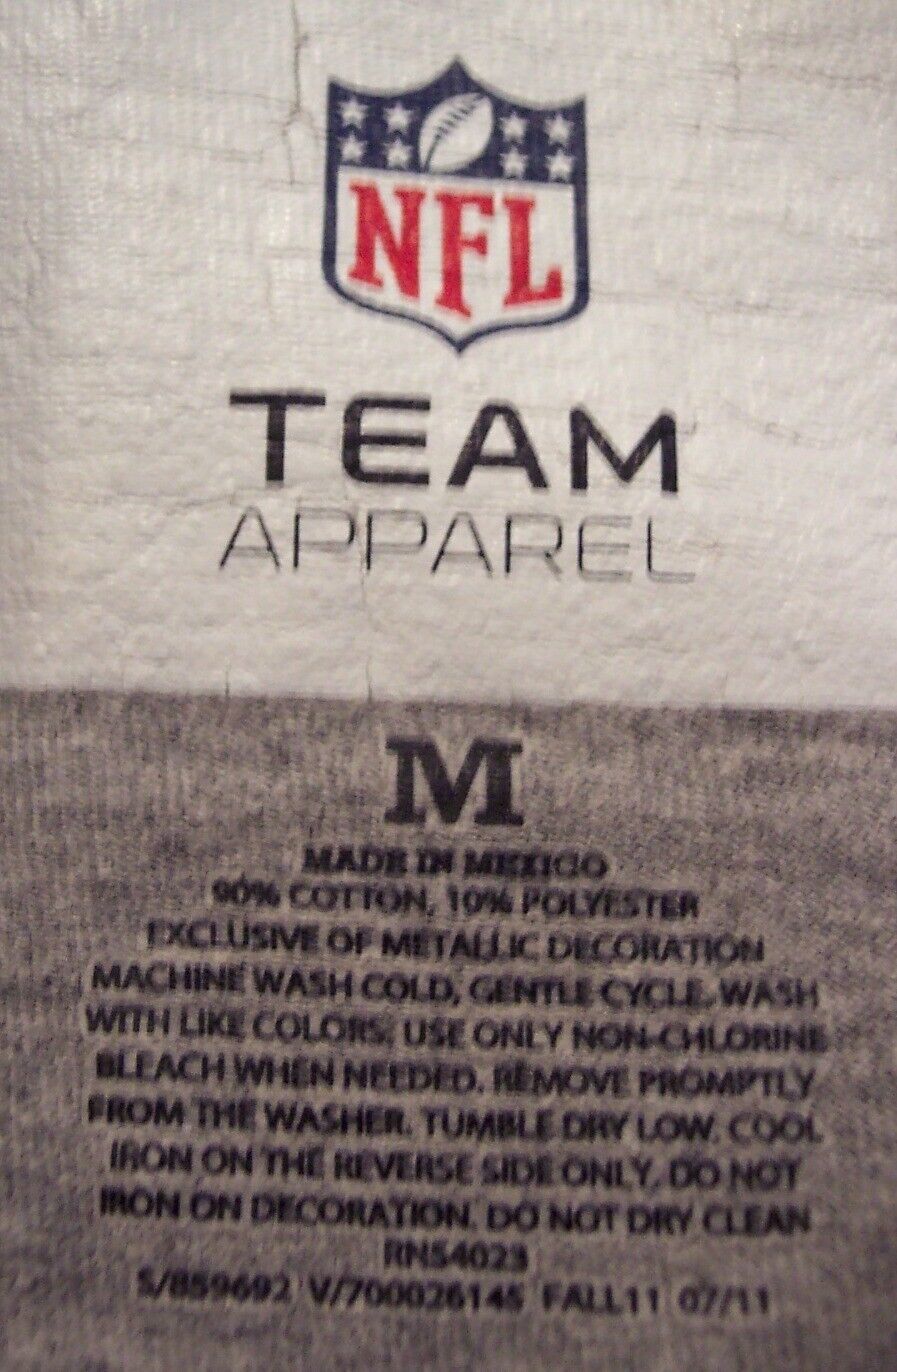 NFL
TEAM
APPAREL
M
MADE IN MEXICO
90% COTTON, 10% POLYESTER
EXCLUSIVE OF METALLIC DECORATION
MACHINE WASH COLD, GENTLE CYCLE, WASH
WITH LIKE COLORS. USE ONLY NON-CHLORINE
BLEACH WHEN NEEDED. REMOVE PROMPTLY
FROM THE WASHER. TUMBLE DRY LOW. COOL
IRON ON THE REVERSE SIDE ONLY. DO NOT
IRON ON DECORATION. DO NOT DRY CLEAN
RN54023
S/859692 V/700026145 FALL11 07/11